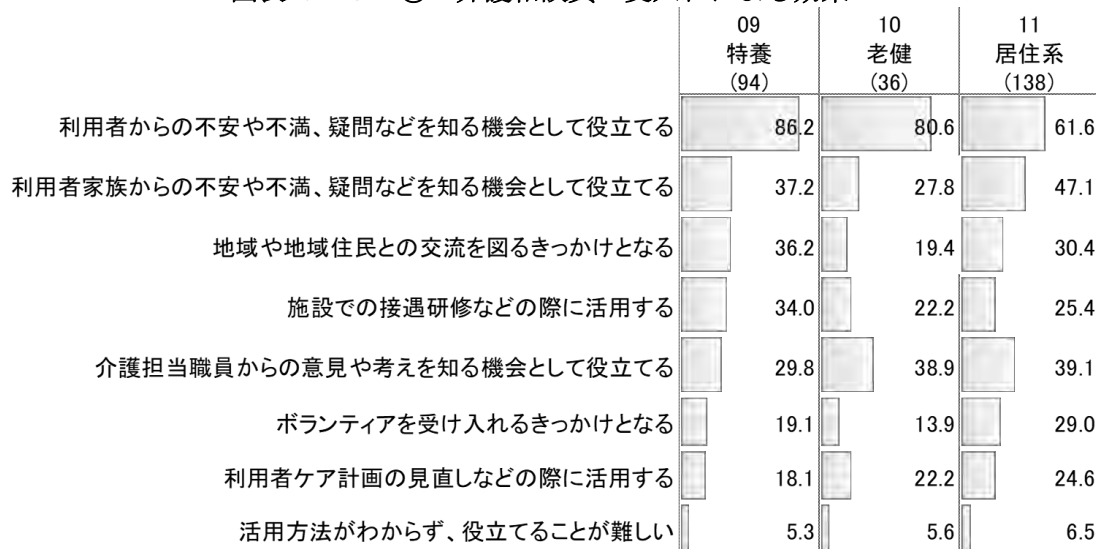 09 10 11
特養 老健 居住系
(94) (36) (138)
利用者からの不安や不満、疑問などを知る機会として役立てる 86.2 80.6 61.6
利用者家族からの不安や不満、疑問などを知る機会として役立てる 37.2 27.8 47.1
地域や地域住民との交流を図るきっかけとなる 36.2 19.4 30.4
施設での接遇研修などの際に活用する 34.0 22.2 25.4
介護担当職員からの意見や考えを知る機会として役立てる 29.8 38.9 39.1
ボランティアを受け入れるきっかけとなる 19.1 13.9 29.0
利用者ケア計画の見直しなどの際に活用する 18.1 22.2 24.6
活用方法がわからず、役立てることが難しい 5.3 5.6 6.5